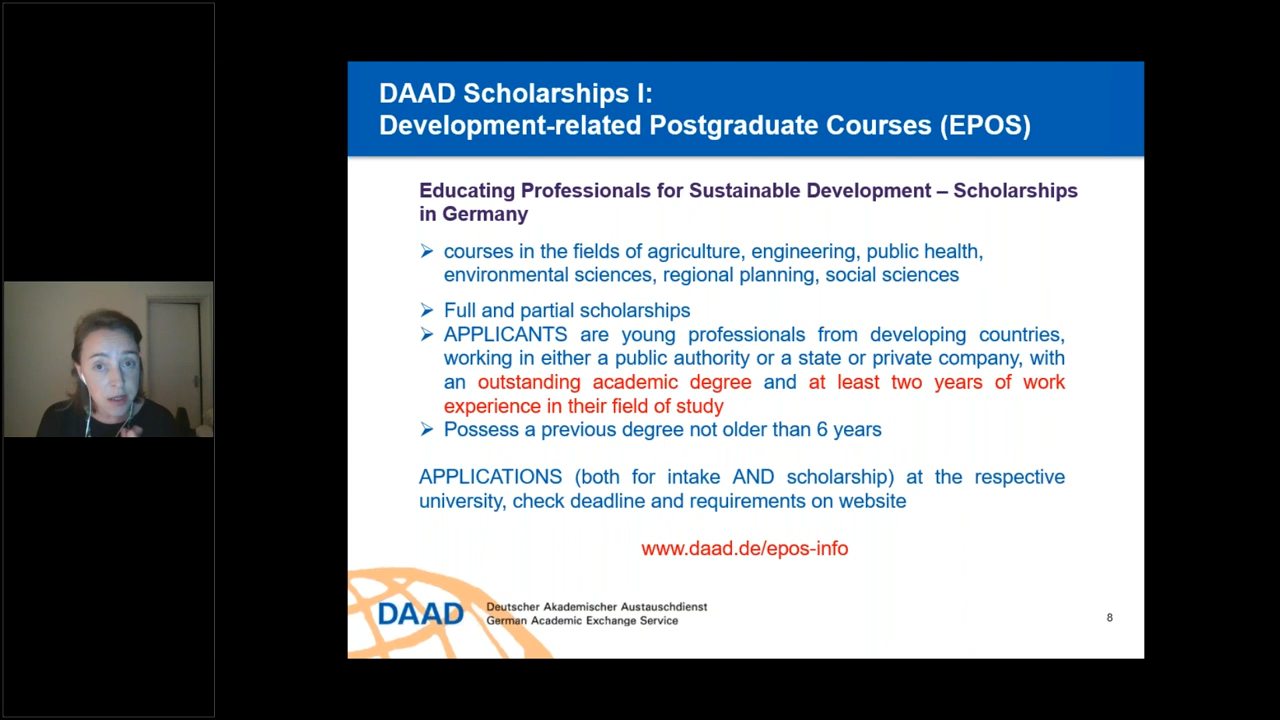 DAAD Scholarships I:
Development-related Postgraduate Courses (EPOS)
Educating Professionals for Sustainable Development – Scholarships
in Germany
➢ courses in the fields of agriculture, engineering, public health,
environmental sciences, regional planning, social sciences
➢ Full and partial scholarships
➢ APPLICANTS are young professionals from developing countries,
working in either a public authority or a state or private company, with
an outstanding academic degree and at least two years of work
experience in their field of study
➢ Possess a previous degree not older than 6 years
APPLICATIONS (both for intake AND scholarship) at the respective
university, check deadline and requirements on website
www.daad.de/epos-info
DAAD
Deutscher Akademischer Austauschdienst
German Academic Exchange Service
8